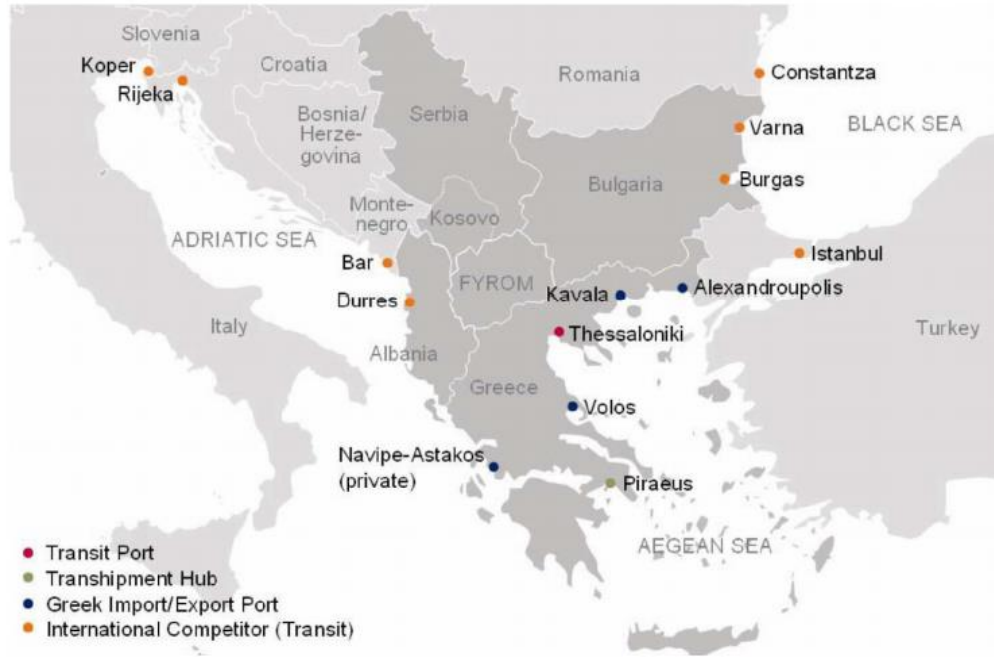 Slovenia
Koper
Rijeka
Croatia
Romania
Constantza
Bosnia/
Herze-
govina
Serbia
Varna
BLACK SEA
Bulgaria
Burgas
Monte-
negro
Kosovo
ADRIATIC SEA
Bar
Istanbul
FYROM
Kavala
Alexandroupolis
Durres
Italy
Thessaloniki
Turkey
Albania
Greece
Volos
Navipe-Astakos
(private)
Piraeus
AEGEAN SEA
Transit Port
Transhipment Hub
Greek Import/Export Port
International Competitor (Transit)